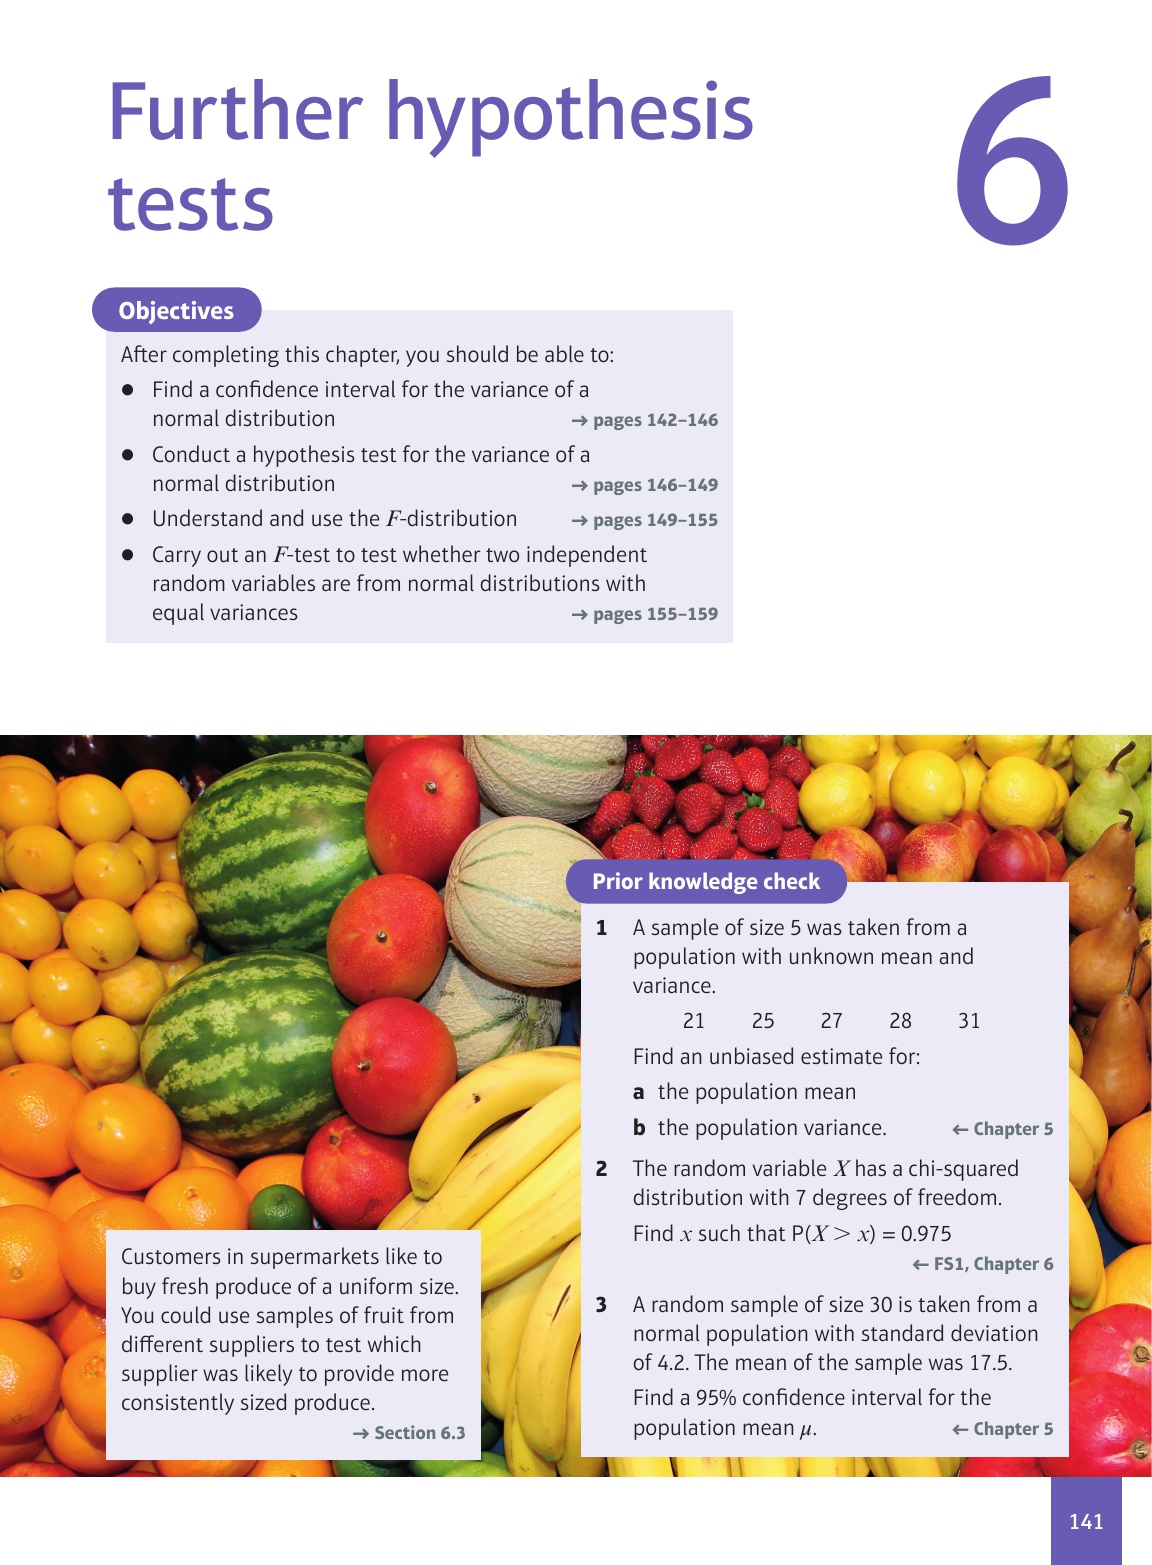 Further hypothesis
tests
6
Objectives
After completing this chapter, you should be able to:
● Find a confidence interval for the variance of a
normal distribution → pages 142–146
● Conduct a hypothesis test for the variance of a
normal distribution → pages 146–149
● Understand and use the F-distribution → pages 149–155
● Carry out an F-test to test whether two independent
random variables are from normal distributions with
equal variances → pages 155–159
Customers in supermarkets like to
buy fresh produce of a uniform size.
You could use samples of fruit from
different suppliers to test which
supplier was likely to provide more
consistently sized produce.
→ Section 6.3
Prior knowledge check
1 A sample of size 5 was taken from a
population with unknown mean and
variance.
21 25 27 28 31
Find an unbiased estimate for:
a the population mean
b the population variance. ← Chapter 5
2 The random variable X has a chi-squared
distribution with 7 degrees of freedom.
Find x such that P(X > x) = 0.975
← FS1, Chapter 6
3 A random sample of size 30 is taken from a
normal population with standard deviation
of 4.2. The mean of the sample was 17.5.
Find a 95% confidence interval for the
population mean μ. ← Chapter 5
141